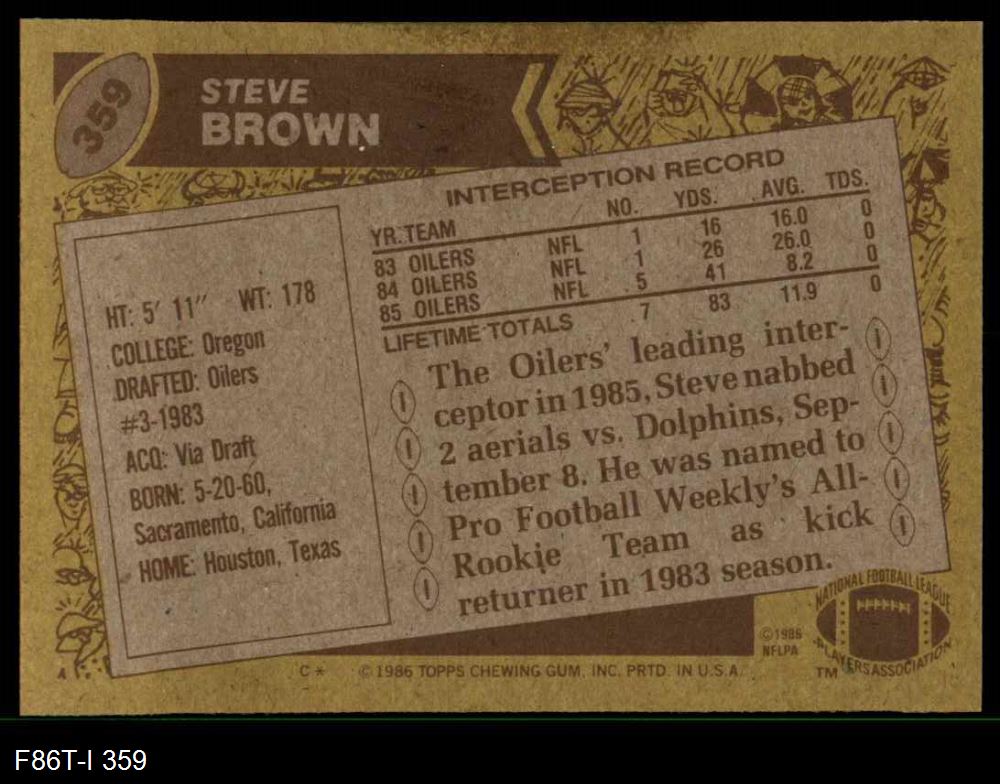 359
STEVE
BROWN
INTERCEPTION RECORD
YR. TEAM NO. YDS. AVG. TDS.
83 OILERS NFL 1 16 16.0 0
84 OILERS NFL 1 26 26.0 0
85 OILERS NFL 5 41 8.2 0
LIFETIME TOTALS 7 83 11.9 0
HT: 5' 11" WT: 178
COLLEGE: Oregon
DRAFTED: Oilers
#3-1983
ACQ: Via Draft
BORN: 5-20-60,
Sacramento, California
HOME: Houston, Texas
The Oilers' leading inter-
ceptor in 1985, Steve nabbed
2 aerials vs. Dolphins, Sep-
tember 8. He was named to
Pro Football Weekly's All-
Rookie Team as kick
returner in 1983 season.
NATIONAL FOOTBALL LEAGUE
PLAYERS ASSOCIATION
TM
©1986
NFLPA
A
C* ©1986 TOPPS CHEWING GUM, INC. PRTD. IN U.S.A.
F86T-I 359